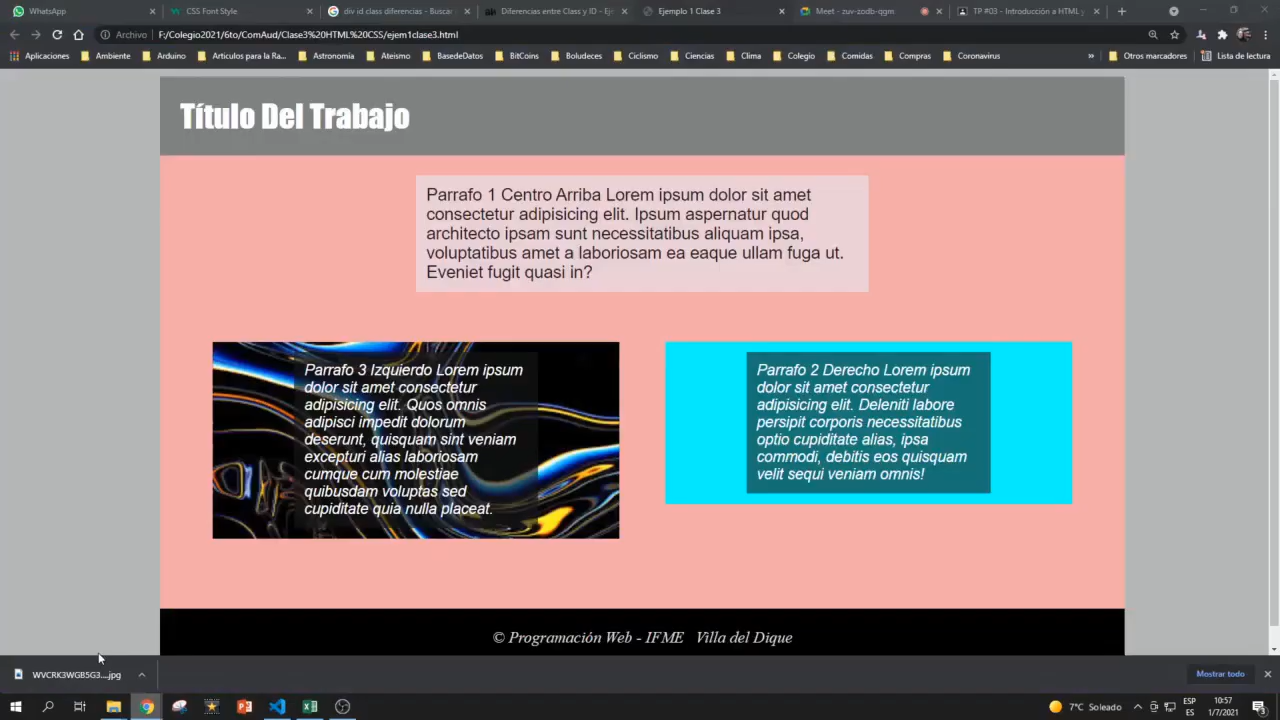 WhatsApp
CSS Font Style
div id class diferencias - Buscar
Diferencias entre Class y ID - Eje
Ejemplo 1 Clase 3
Meet - zuv-zodb-qgm
TP #03 - Introducción a HTML y
Archivo F:/Colegio2021/6to/ComAud/Clase3%20HTML%20CSS/ejem1clase3.html
Aplicaciones Ambiente Arduino Articulos para la Ra... Astronomía Ateismo BasedeDatos BitCoins Boludeces Ciclismo Ciencias Clima Colegio Comidas Compras Coronavirus » Otros marcadores Lista de lectura
Título Del Trabajo
Parrafo 1 Centro Arriba Lorem ipsum dolor sit amet
consectetur adipisicing elit. Ipsum aspernatur quod
architecto ipsam sunt necessitatibus aliquam ipsa,
voluptatibus amet a laboriosam ea eaque ullam fuga ut.
Eveniet fugit quasi in?
Parrafo 3 Izquierdo Lorem ipsum
dolor sit amet consectetur
adipisicing elit. Quos omnis
adipisci impedit dolorum
deserunt, quisquam sint veniam
excepturi alias laboriosam
cumque cum molestiae
quibusdam voluptas sed
cupiditate quia nulla placeat.
Parrafo 2 Derecho Lorem ipsum
dolor sit amet consectetur
adipisicing elit. Deleniti labore
persipit corporis necessitatibus
optio cupiditate alias, ipsa
commodi, debitis eos quisquam
velit sequi veniam omnis!
© Programación Web - IFME Villa del Dique
WVCRK3WGB5G3....jpg
Mostrar todo
7°C Soleado
ESP
ES
10:57
1/7/2021
3